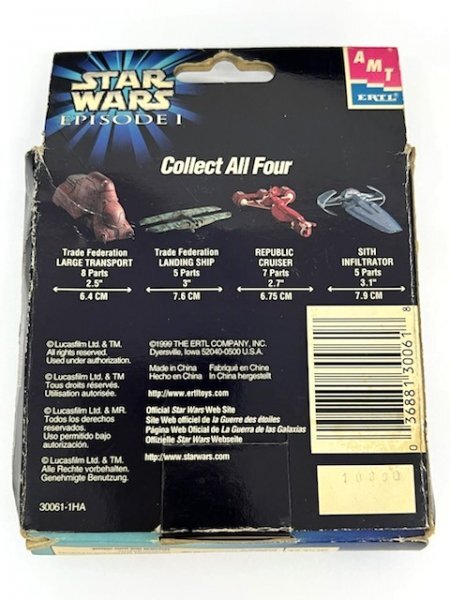 STAR
WARS
EPISODE I
AMT
ERTL
Collect All Four
Trade Federation
LARGE TRANSPORT
8 Parts
2.5"
6.4 CM
Trade Federation
LANDING SHIP
5 Parts
3"
7.6 CM
REPUBLIC
CRUISER
7 Parts
2.7"
6.75 CM
SITH
INFILTRATOR
5 Parts
3.1"
7.9 CM
© Lucasfilm Ltd. & TM.
All rights reserved.
Used under authorization.
© Lucasfilm Ltd. & TM
Tous droits réservés.
Utilisation autorisée.
© Lucasfilm Ltd. & MR.
Todos los derechos
reservados.
Uso permitido bajo
autorización.
© Lucasfilm Ltd. & TM.
Alle Rechte vorbehalten.
Genehmigte Benutzung.
30061-1HA
©1999 THE ERTL COMPANY, INC.
Dyersville, Iowa 52040-0500 U.S.A.
Made in China Fabriqué en Chine
Hecho en China In China hergestellt
http://www.ertltoys.com
Official Star Wars Web Site
Site Web officiel de la Guerre des étoiles
Página Web Oficial de La Guerra de las Galaxias
Offizielle Star Wars Webseite
http://www.starwars.com
0 36881 30061 8